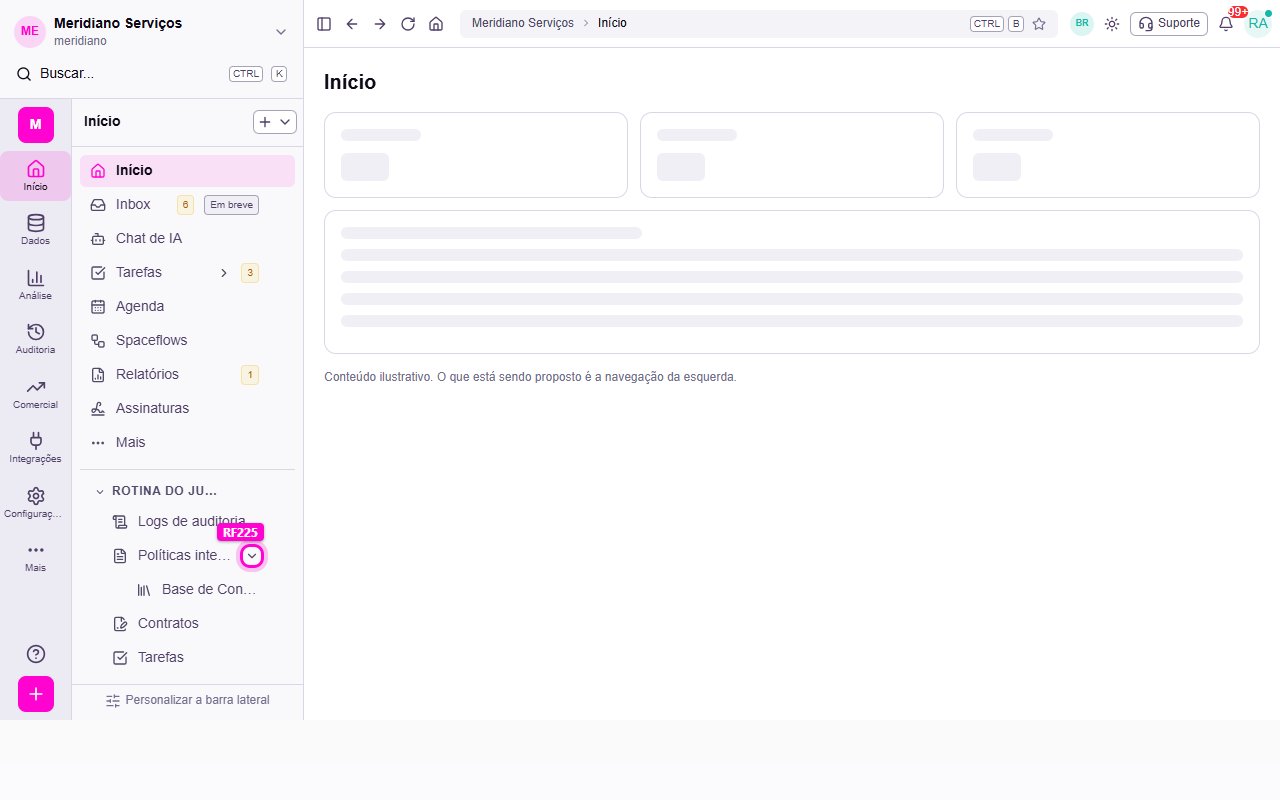 ME
Meridiano Serviços
meridiano
Buscar...
CTRL
K
M
Início
Dados
Análise
Auditoria
Comercial
Integrações
Configuraç...
Mais
Início
Início
Inbox
6
Em breve
Chat de IA
Tarefas
3
Agenda
Spaceflows
Relatórios
1
Assinaturas
Mais
ROTINA DO JU...
Logs de auditoria
RF225
Políticas inte...
Base de Con...
Contratos
Tarefas
Personalizar a barra lateral
Meridiano Serviços
Início
CTRL
B
BR
Suporte
99+
RA
Início
Conteúdo ilustrativo. O que está sendo proposto é a navegação da esquerda.